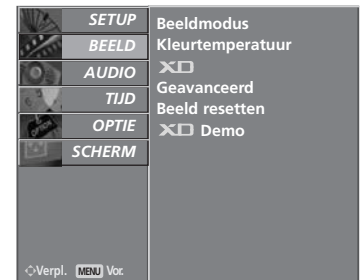 SETUP
BEELD
AUDIO
TIJD
OPTIE
SCHERM
Beeldmodus
Kleurtemperatuur
XD
Geavanceerd
Beeld resetten
XD Demo
Verpl. MENU Vor.